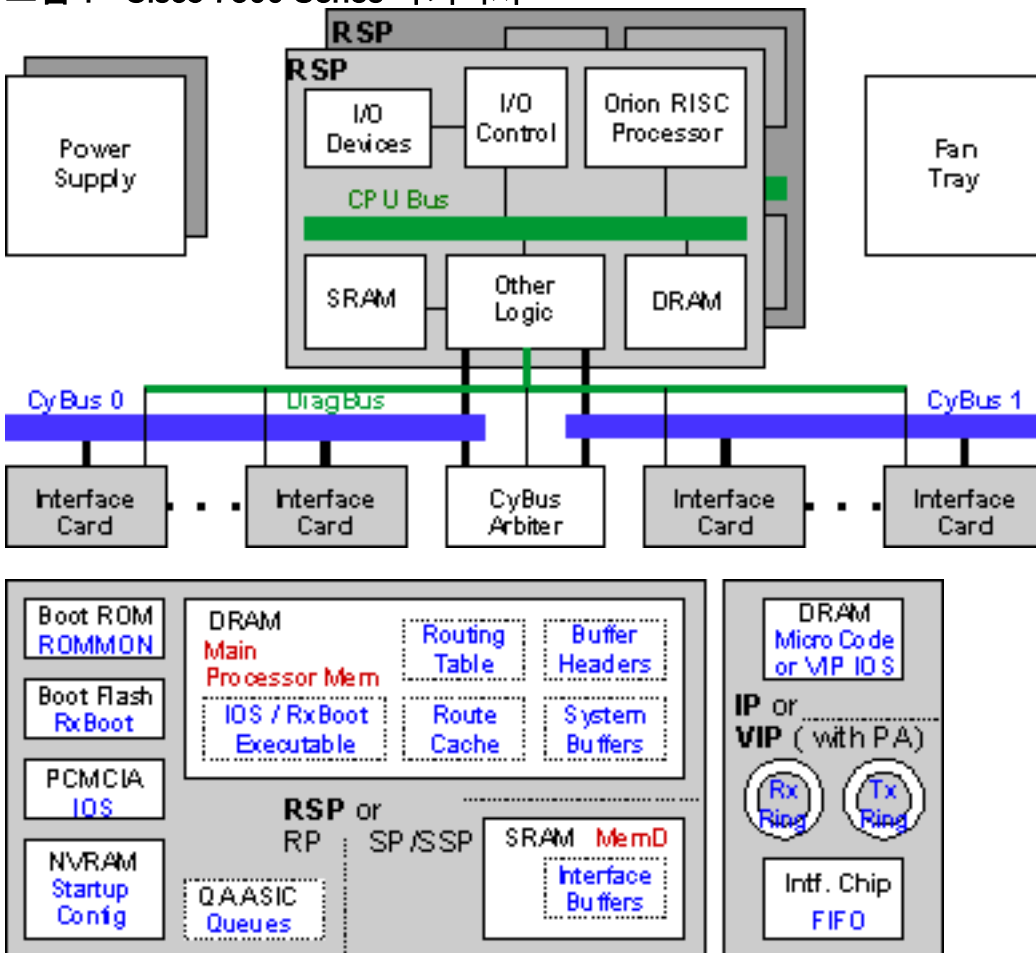 RSP
RSP
I/O
Devices
I/O
Control
Orion RISC
Processor
Power
Supply
Fan
Tray
CPU Bus
SRAM
Other
Logic
DRAM
CyBus 0
DiagBus
CyBus 1
Interface
Card
Interface
Card
CyBus
Arbiter
Interface
Card
Interface
Card
Boot ROM
ROMMON
Boot Flash
RxBoot
PCMCIA
IOS
NVRAM
Startup
Config
DRAM
Main
Processor Mem
Routing
Table
Buffer
Headers
IOS / RxBoot
Executable
Route
Cache
System
Buffers
RSP or
RP
SP/SSP
QAASIC
Queues
SRAM MemD
Interface
Buffers
DRAM
Micro Code
or VIP IOS
IP or
VIP ( with PA)
Rx
Ring
Tx
Ring
Intf. Chip
FIFO